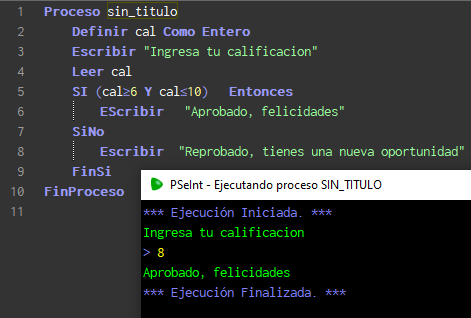 1 Proceso sin_titulo
2 Definir cal Como Entero
3 Escribir "Ingresa tu calificacion"
4 Leer cal
5 SI (cal≥6 Y cal≤10) Entonces
6 EScribir "Aprobado, felicidades"
7 SiNo
8 Escribir "Reprobado, tienes una nueva oportunidad"
9 FinSi
10 FinProceso
11
PSeInt - Ejecutando proceso SIN_TITULO
*** Ejecución Iniciada. ***
Ingresa tu calificacion
> 8
Aprobado, felicidades
*** Ejecución Finalizada. ***